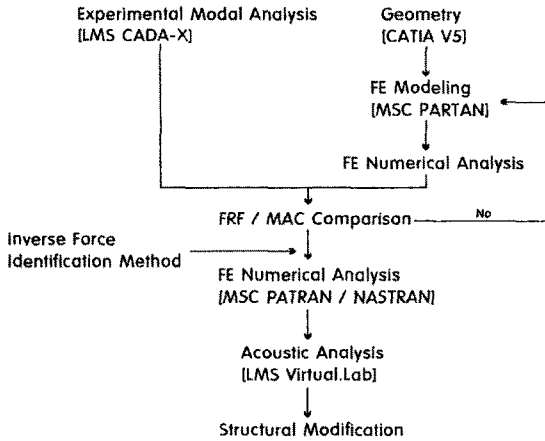 Experimental Modal Analysis
[LMS CADA-X]
Geometry
[CATIA V5]
FE Modeling
[MSC PARTAN]
FE Numerical Analysis
FRF / MAC Comparison
No
Inverse Force
Identification Method
FE Numerical Analysis
[MSC PATRAN / NASTRAN]
Acoustic Analysis
[LMS Virtual.Lab]
Structural Modification